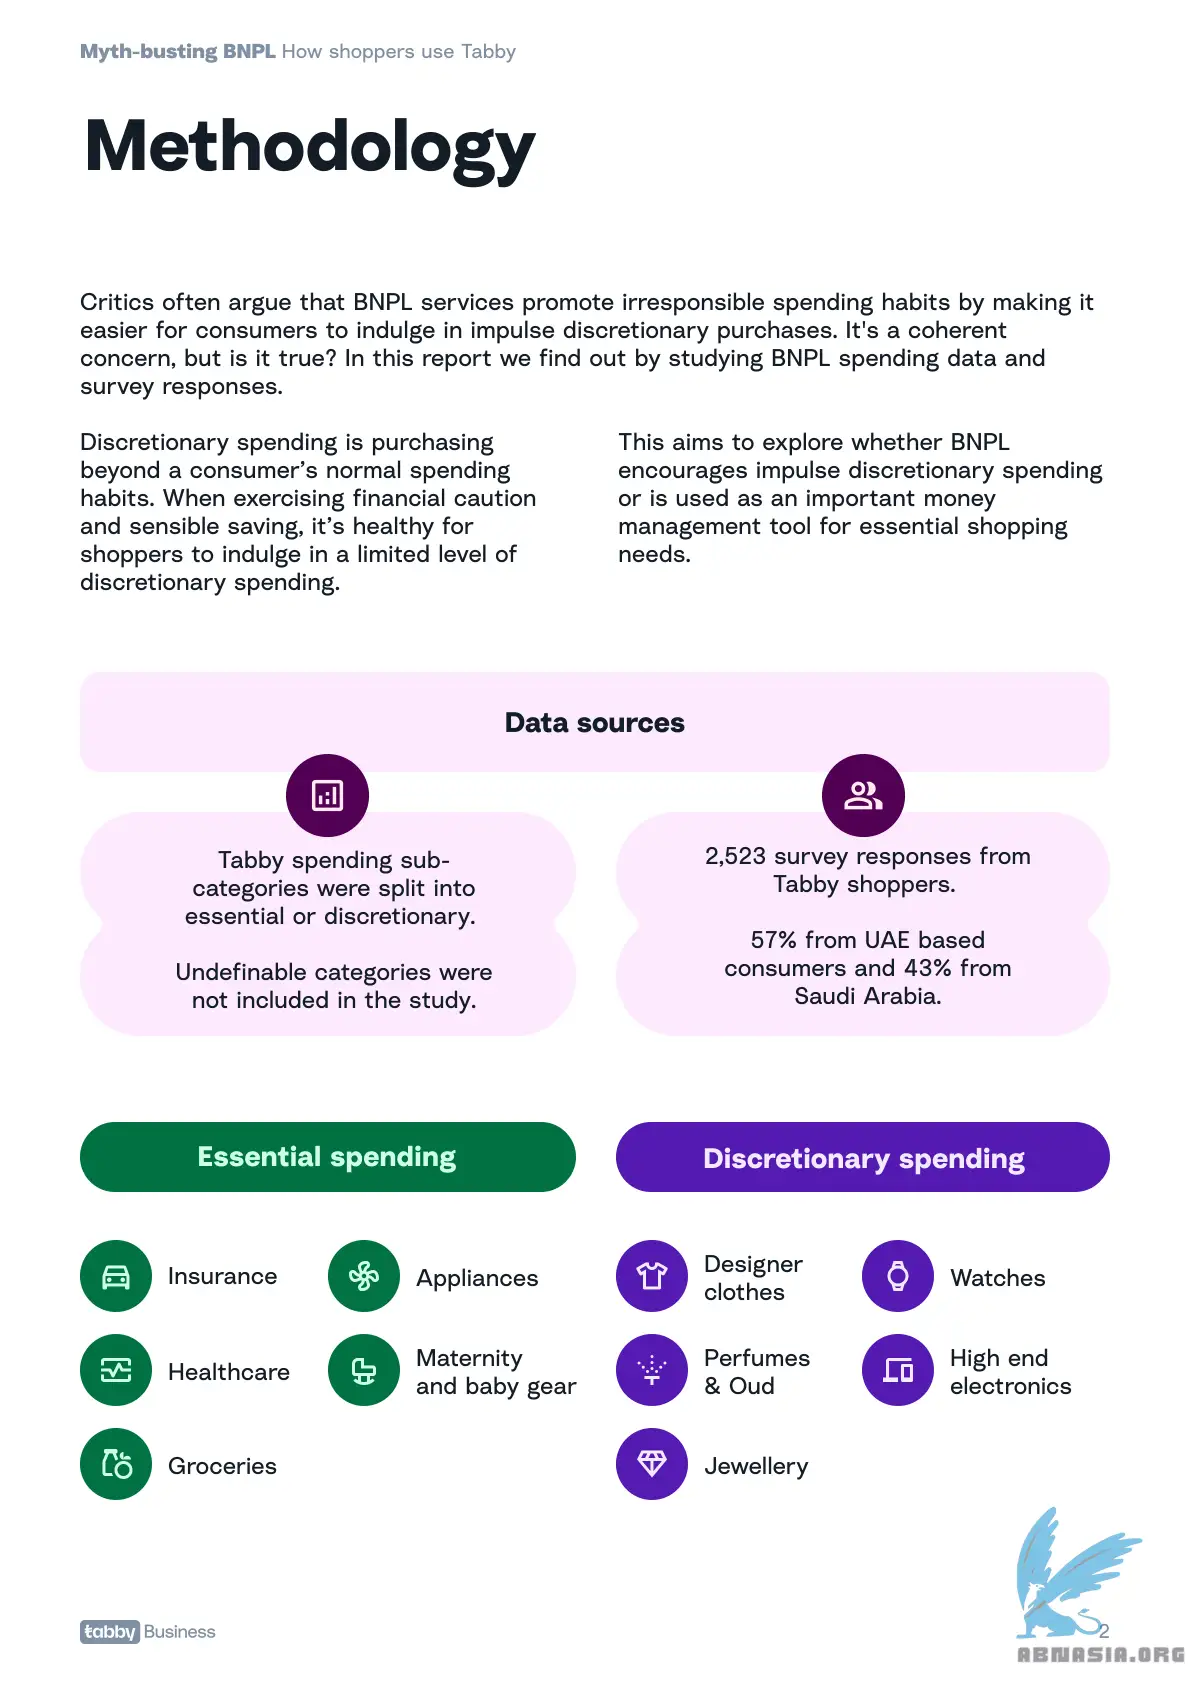 Myth-busting BNPL How shoppers use Tabby
Methodology
Critics often argue that BNPL services promote irresponsible spending habits by making it
easier for consumers to indulge in impulse discretionary purchases. It's a coherent
concern, but is it true? In this report we find out by studying BNPL spending data and
survey responses.
Discretionary spending is purchasing
beyond a consumer’s normal spending
habits. When exercising financial caution
and sensible saving, it’s healthy for
shoppers to indulge in a limited level of
discretionary spending.
This aims to explore whether BNPL
encourages impulse discretionary spending
or is used as an important money
management tool for essential shopping
needs.
Data sources
Tabby spending sub-
categories were split into
essential or discretionary.
Undefinable categories were
not included in the study.
2,523 survey responses from
Tabby shoppers.
57% from UAE based
consumers and 43% from
Saudi Arabia.
Essential spending
Insurance
Appliances
Healthcare
Maternity
and baby gear
Groceries
Discretionary spending
Designer
clothes
Watches
Perfumes
& Oud
High end
electronics
Jewellery
tabby Business
2
ABNASIA.ORG